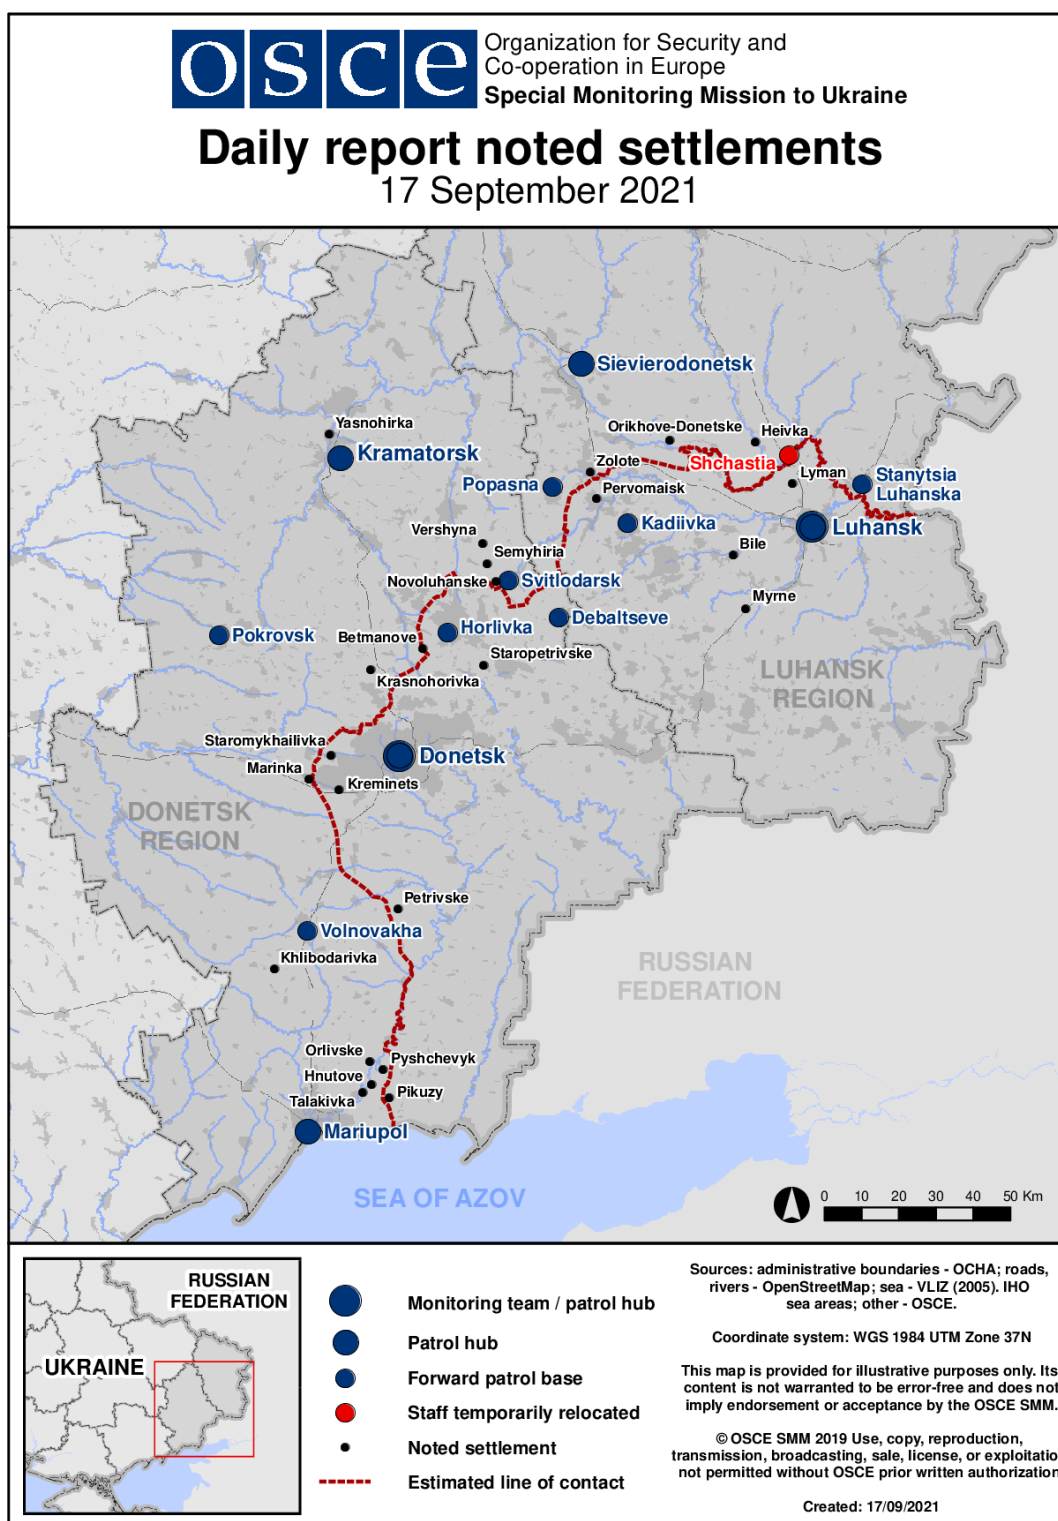 osce
Organization for Security and
Co-operation in Europe
Special Monitoring Mission to Ukraine
Daily report noted settlements
17 September 2021
Sievierodonetsk
Yasnohirka
Kramatorsk
Orikhove-Donetske
Heivka
Zolote
Shchastia
Lyman
Popasna
Pervomaisk
Stanytsia
Luhanska
Kadiivka
Luhansk
Vershyna
Semyhiria
Bile
Novoluhanske
Svitlodarsk
Myrne
Pokrovsk
Horlivka
Debaltseve
Betmanove
Staropetrivske
Krasnohorivka
LUHANSK
REGION
Staromykhailivka
Donetsk
Marinka
Kreminets
DONETSK
REGION
Petrivske
Volnovakha
Khlibodarivka
RUSSIAN
FEDERATION
Orlivske
Pyshchevyk
Hnutove
Talakivka
Pikuzy
Mariupol
SEA OF AZOV
0 10 20 30 40 50 Km
RUSSIAN
FEDERATION
UKRAINE
Monitoring team / patrol hub
Patrol hub
Forward patrol base
Staff temporarily relocated
Noted settlement
Estimated line of contact
Sources: administrative boundaries - OCHA; roads,
rivers - OpenStreetMap; sea - VLIZ (2005). IHO
sea areas; other - OSCE.
Coordinate system: WGS 1984 UTM Zone 37N
This map is provided for illustrative purposes only. Its
content is not warranted to be error-free and does not
imply endorsement or acceptance by the OSCE SMM.
© OSCE SMM 2019 Use, copy, reproduction,
transmission, broadcasting, sale, license, or exploitatio
not permitted without OSCE prior written authorization
Created: 17/09/2021